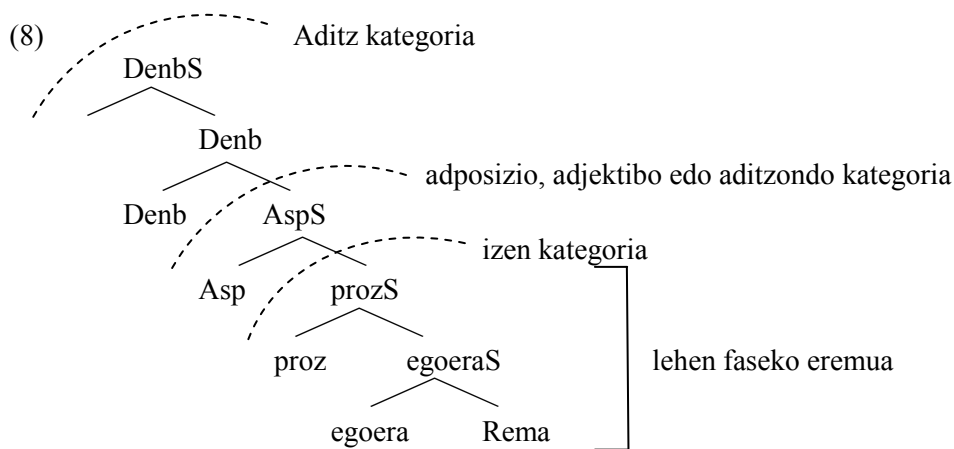 (8) Aditz kategoria
DenbS
Denb
adposizio, adjektibo edo aditzondo kategoria
Denb AspS
izen kategoria
Asp prozS
proz egoeraS lehen faseko eremua
egoera Rema